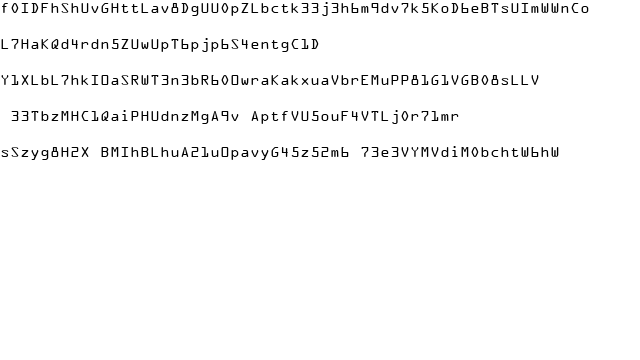 f0IDFhShUvGHttLav8DgUU0pZLbctk33j3h6m9dv7k5KoD6eBTsUImWWnCo
L7HaKQd4rdn5ZUwUpT6pjp6S4entgC1D
Y1XLbL7hkIOaSRWT3n3bR60OwraKakxuaVbrEMuPP81G1VGB08sLLV
33TbzMHC1QaiPHUdnzMgA9v AptfVU5ouF4VTLj0r71mr
sSzyg8H2X BMIhBLhuA21uOpavyG45z52m6 73e3VYMVdiM0bchtW6hW